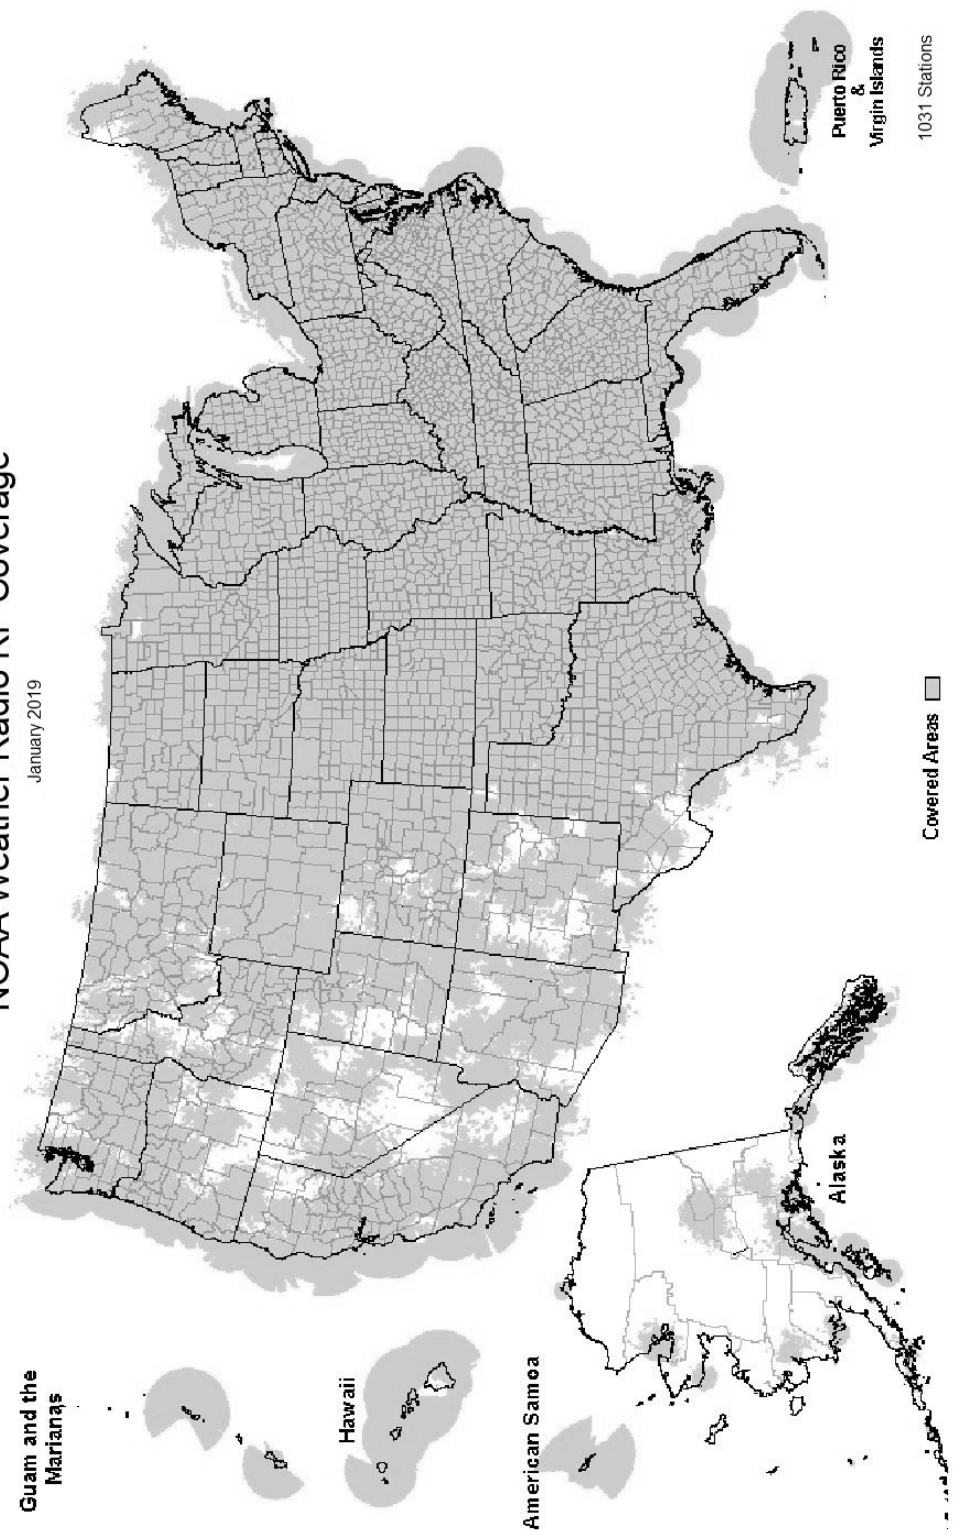 NOAA Weather Radio RF Coverage
January 2019
Guam and the
Marianas
Hawaii
American Samoa
Alaska
Covered Areas
Puerto Rico
&
Virgin Islands
1031 Stations